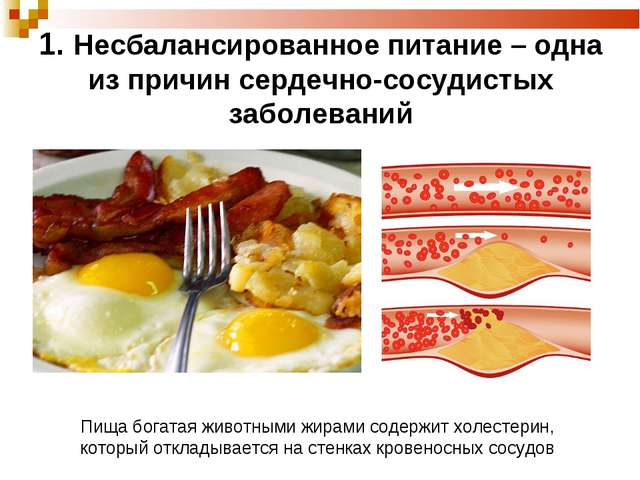 1. Несбалансированное питание – одна
из причин сердечно-сосудистых
заболеваний
Пища богатая животными жирами содержит холестерин,
который откладывается на стенках кровеносных сосудов